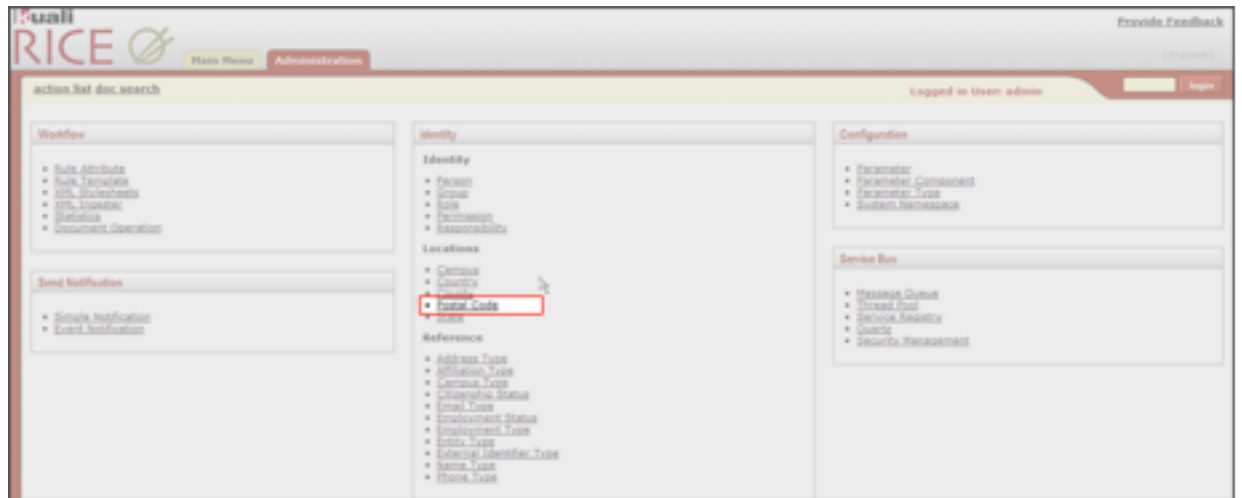 Kuali
RICE
Provide Feedback
Main Menu
Administration
action list doc search
Logged in User: admin
login
Workflow
Rule Attribute
Rule Template
XML Stylesheets
XML Ingester
Statistics
Document Operation
Send Notification
Simple Notification
Event Notification
Identity
Identity
Person
Group
Role
Permission
Responsibility
Locations
Campus
Country
County
Postal Code
State
Reference
Address Type
Affiliation Type
Campus Type
Citizenship Status
Email Type
Employment Status
Employment Type
Entity Type
External Identifier Type
Name Type
Phone Type
Configuration
Parameter
Parameter Component
Parameter Type
System Namespace
Service Bus
Message Queue
Thread Pool
Service Registry
Quartz
Security Management